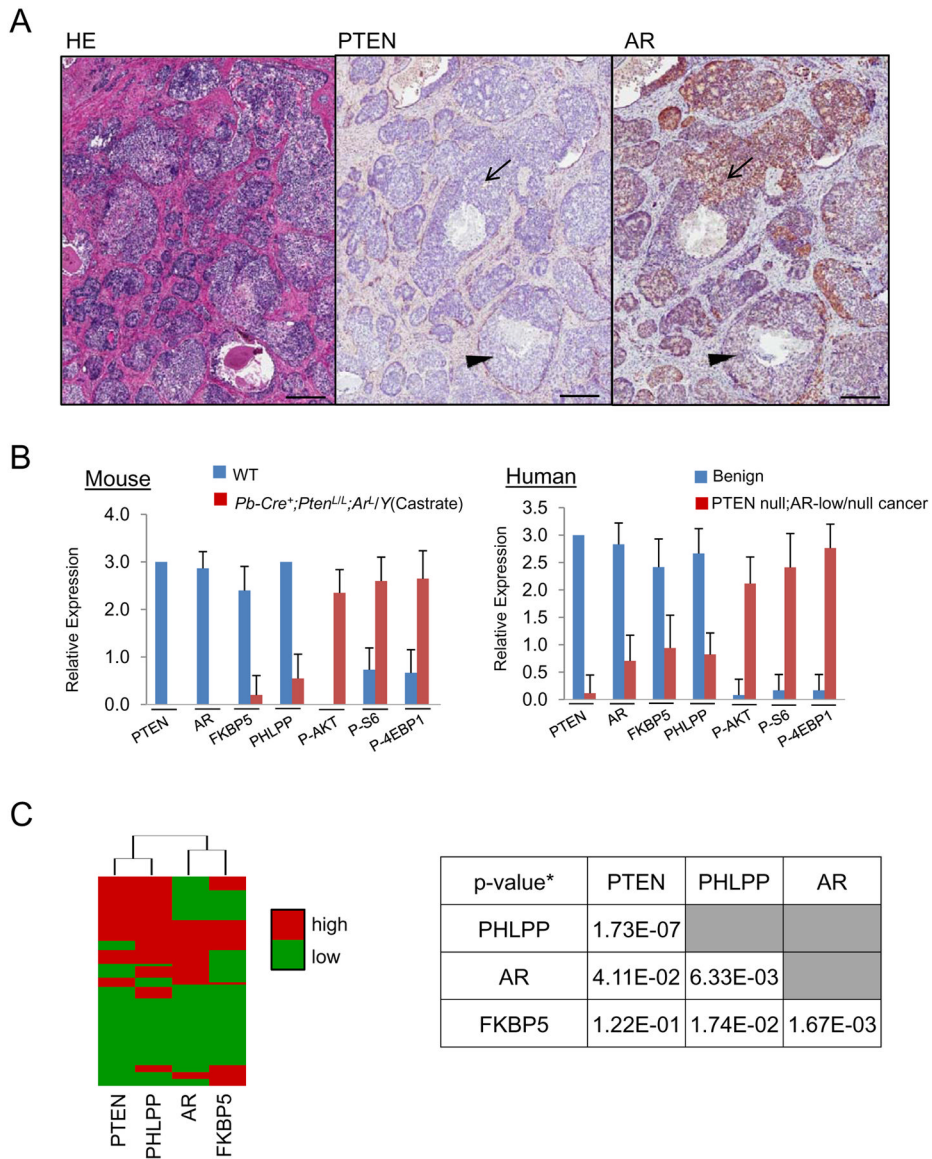 A
HE
PTEN
AR
B
Mouse
WT
Pb-Cre+;PtenL/L;ArL/Y(Castrate)
Relative Expression
4.0
3.0
2.0
1.0
0.0
PTEN
AR
FKBP5
PHLPP
P-AKT
P-S6
P-4EBP1
Human
Benign
PTEN null;AR-low/null cancer
Relative Expression
3.5
3.0
2.5
2.0
1.5
1.0
0.5
0.0
PTEN
AR
FKBP5
PHLPP
P-AKT
P-S6
P-4EBP1
C
high
low
PTEN
PHLPP
AR
FKBP5
p-value* PTEN PHLPP AR
PHLPP 1.73E-07
AR 4.11E-02 6.33E-03
FKBP5 1.22E-01 1.74E-02 1.67E-03